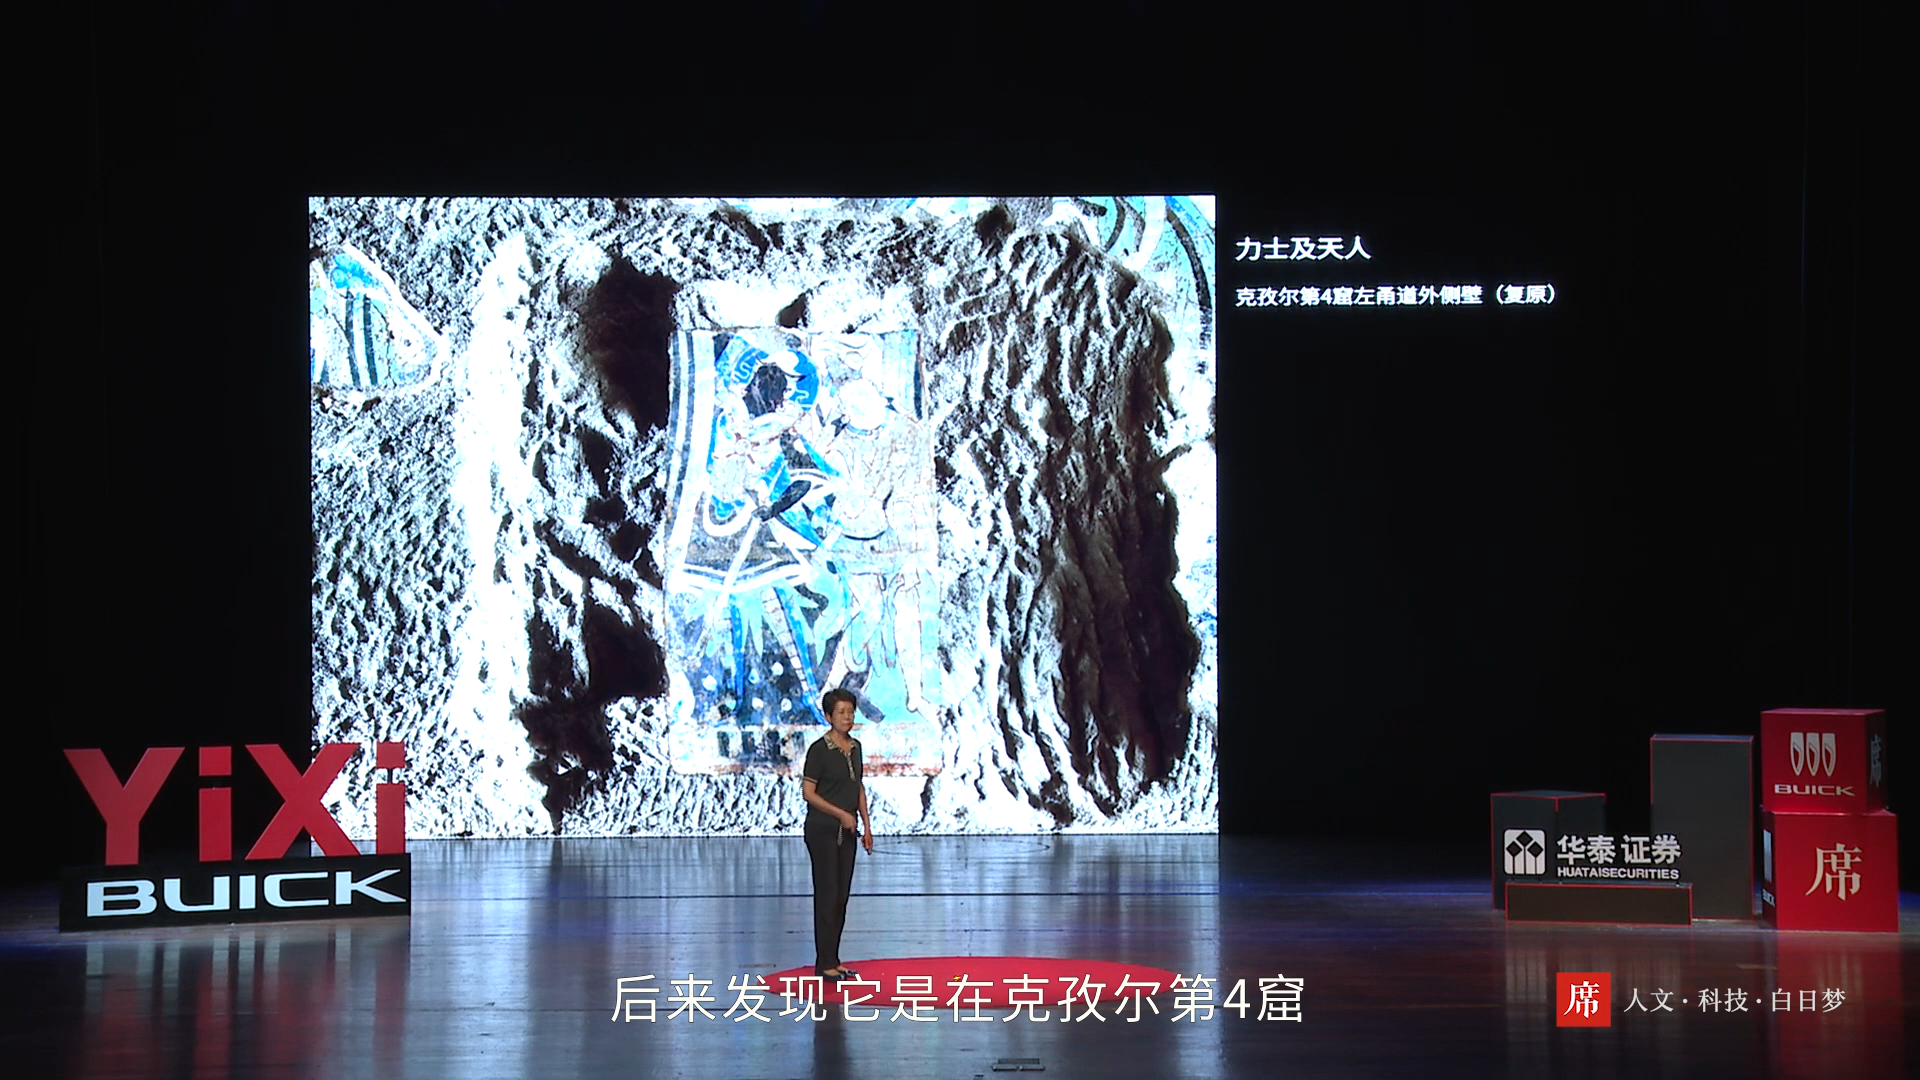 力士及天人
克孜尔第4窟左甬道外侧壁（复原）
YiXi
BUICK
BUICK
席
华泰证券
HUATAISECURITIES
席
BUICK
后来发现它是在克孜尔第4窟
席 人文·科技·白日梦